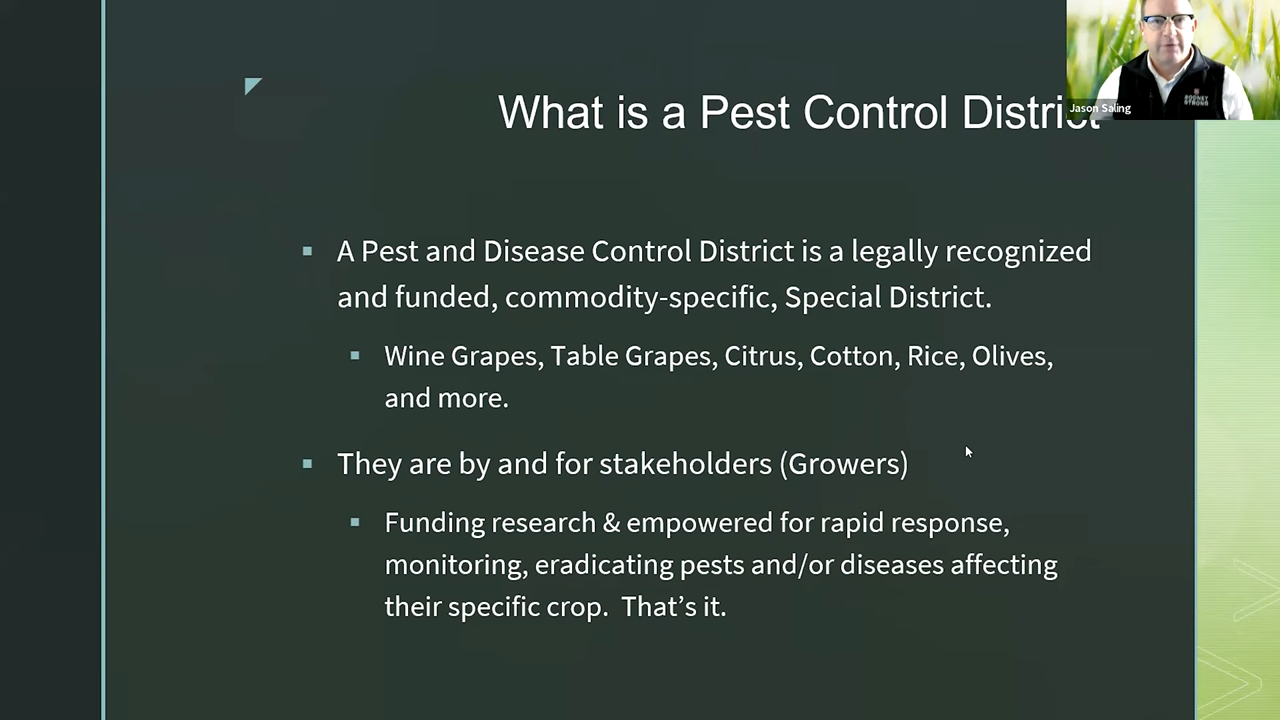 What is a Pest Control District
Jason Saling
RODNEY
STRONG
A Pest and Disease Control District is a legally recognized
and funded, commodity-specific, Special District.
Wine Grapes, Table Grapes, Citrus, Cotton, Rice, Olives,
and more.
They are by and for stakeholders (Growers)
Funding research & empowered for rapid response,
monitoring, eradicating pests and/or diseases affecting
their specific crop.  That’s it.